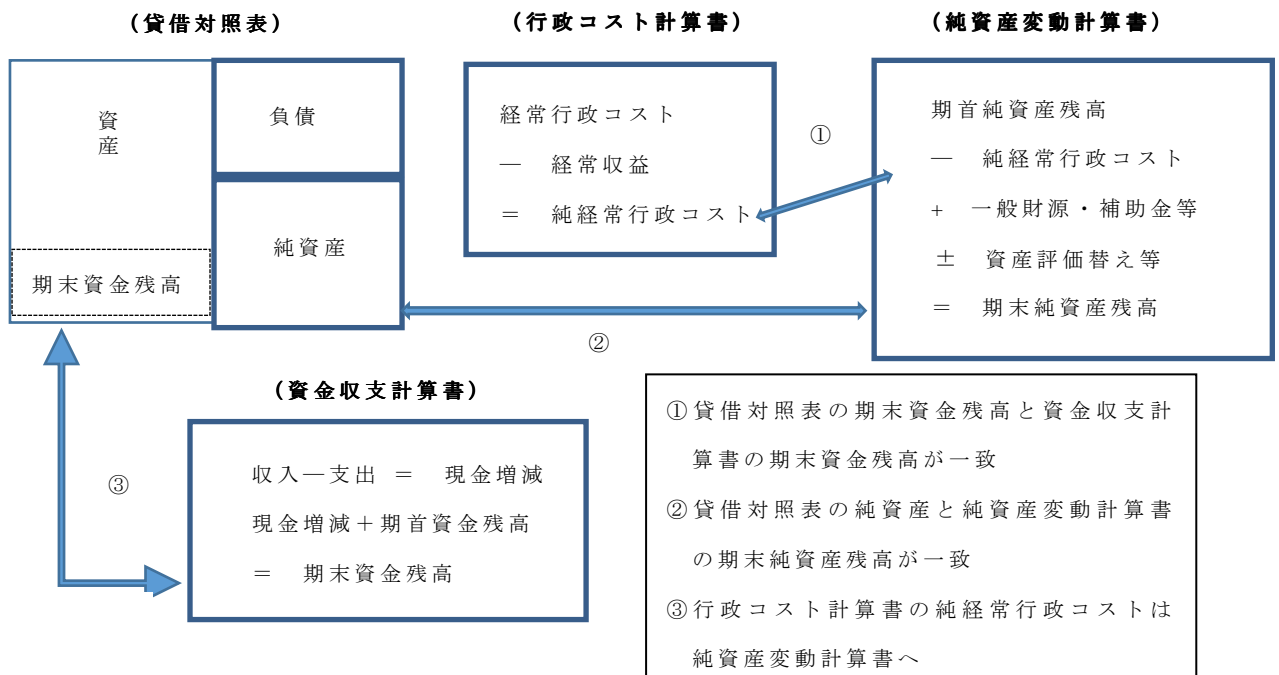 (貸借対照表)
資産
負債
純資産
期末資金残高
(行政コスト計算書)
経常行政コスト
― 経常収益
= 純経常行政コスト
①
(純資産変動計算書)
期首純資産残高
― 純経常行政コスト
+ 一般財源・補助金等
± 資産評価替え等
= 期末純資産残高
②
(資金収支計算書)
収入―支出 = 現金増減
現金増減+期首資金残高
= 期末資金残高
③
①貸借対照表の期末資金残高と資金収支計
算書の期末資金残高が一致
②貸借対照表の純資産と純資産変動計算書
の期末純資産残高が一致
③行政コスト計算書の純経常行政コストは
純資産変動計算書へ